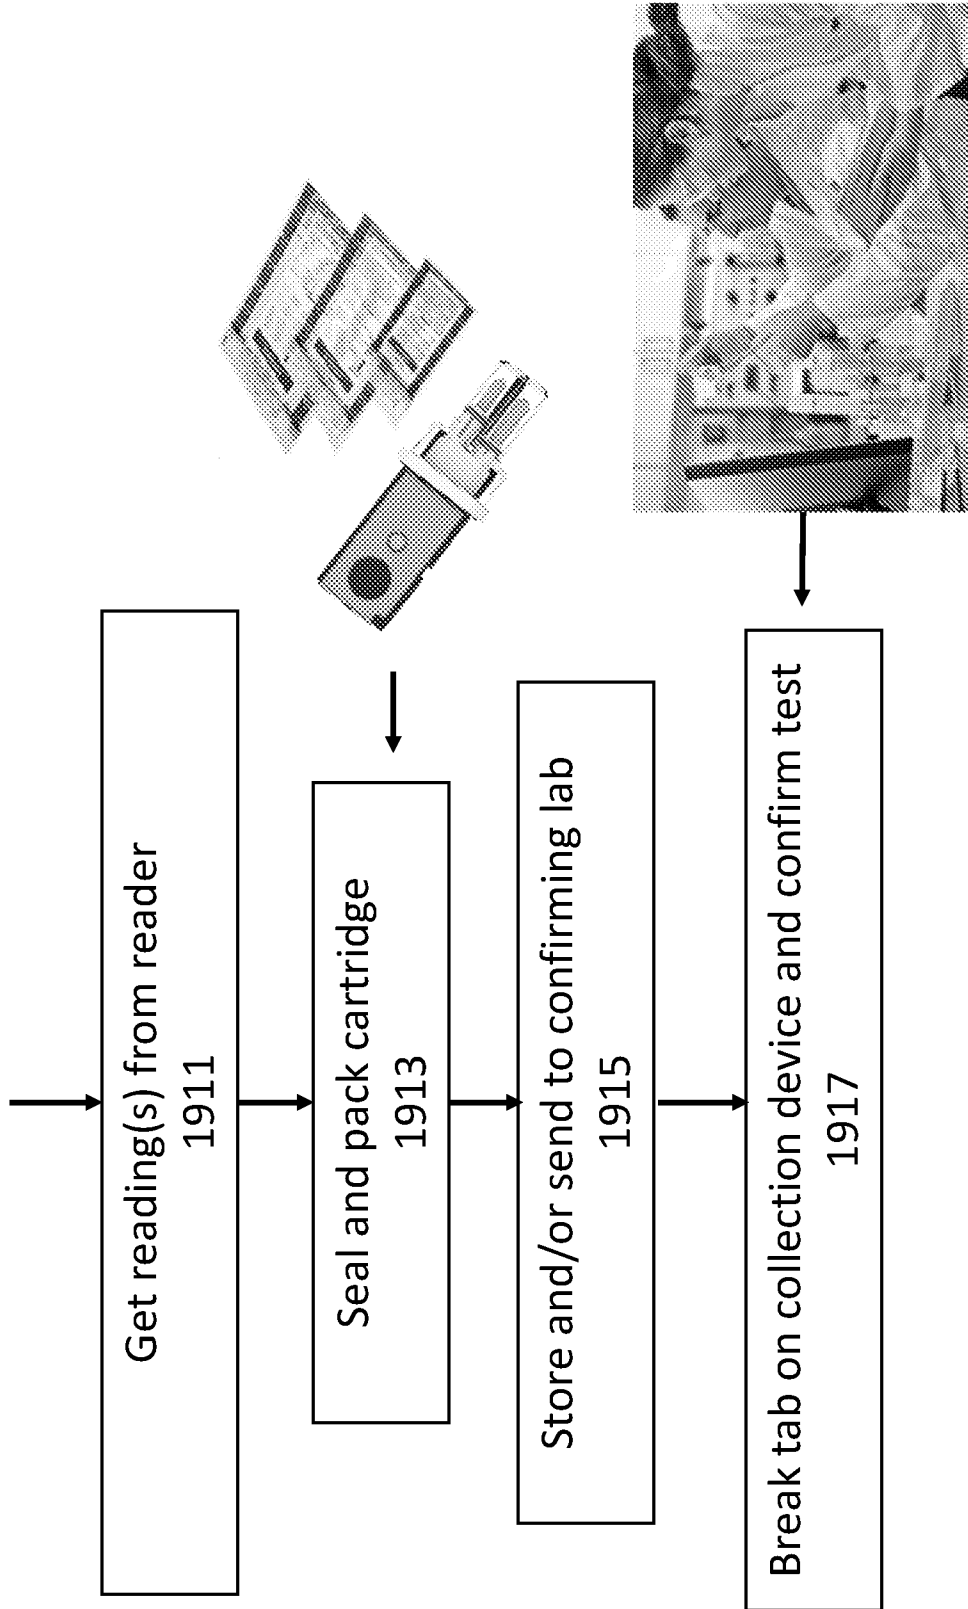 Get reading(s) from reader
1911
Seal and pack cartridge
1913
Store and/or send to confirming lab
1915
Break tab on collection device and confirm test
1917